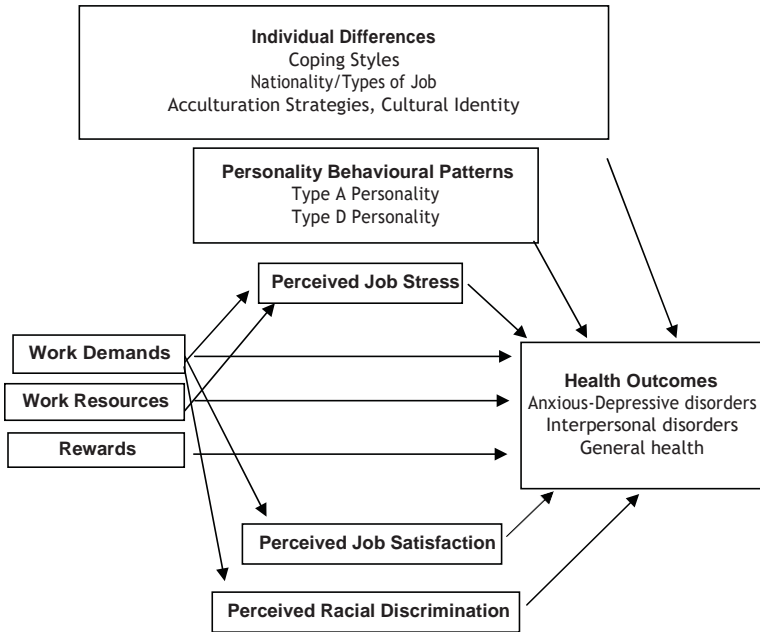 Individual Differences
Coping Styles
Nationality/Types of Job
Acculturation Strategies, Cultural Identity
Personality Behavioural Patterns
Type A Personality
Type D Personality
Perceived Job Stress
Work Demands
Work Resources
Rewards
Health Outcomes
Anxious-Depressive disorders
Interpersonal disorders
General health
Perceived Job Satisfaction
Perceived Racial Discrimination